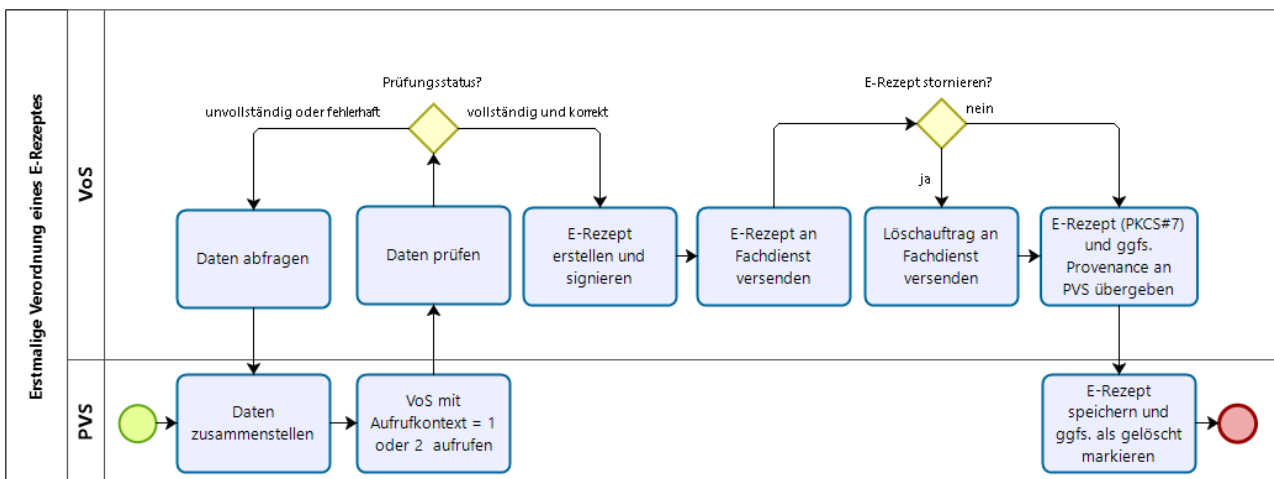 Erstmalige Verordnung eines E-Rezeptes
VoS
Prüfungsstatus?
unvollständig oder fehlerhaft
vollständig und korrekt
E-Rezept stornieren?
nein
ja
Daten abfragen
Daten prüfen
E-Rezept
erstellen und
signieren
E-Rezept an
Fachdienst
versenden
Löschauftrag an
Fachdienst
versenden
E-Rezept (PKCS#7)
und ggfs.
Provenance an
PVS übergeben
PVS
Daten
zusammenstellen
VoS mit
Aufrufkontext = 1
oder 2 aufrufen
E-Rezept
speichern und
ggfs. als gelöscht
markieren